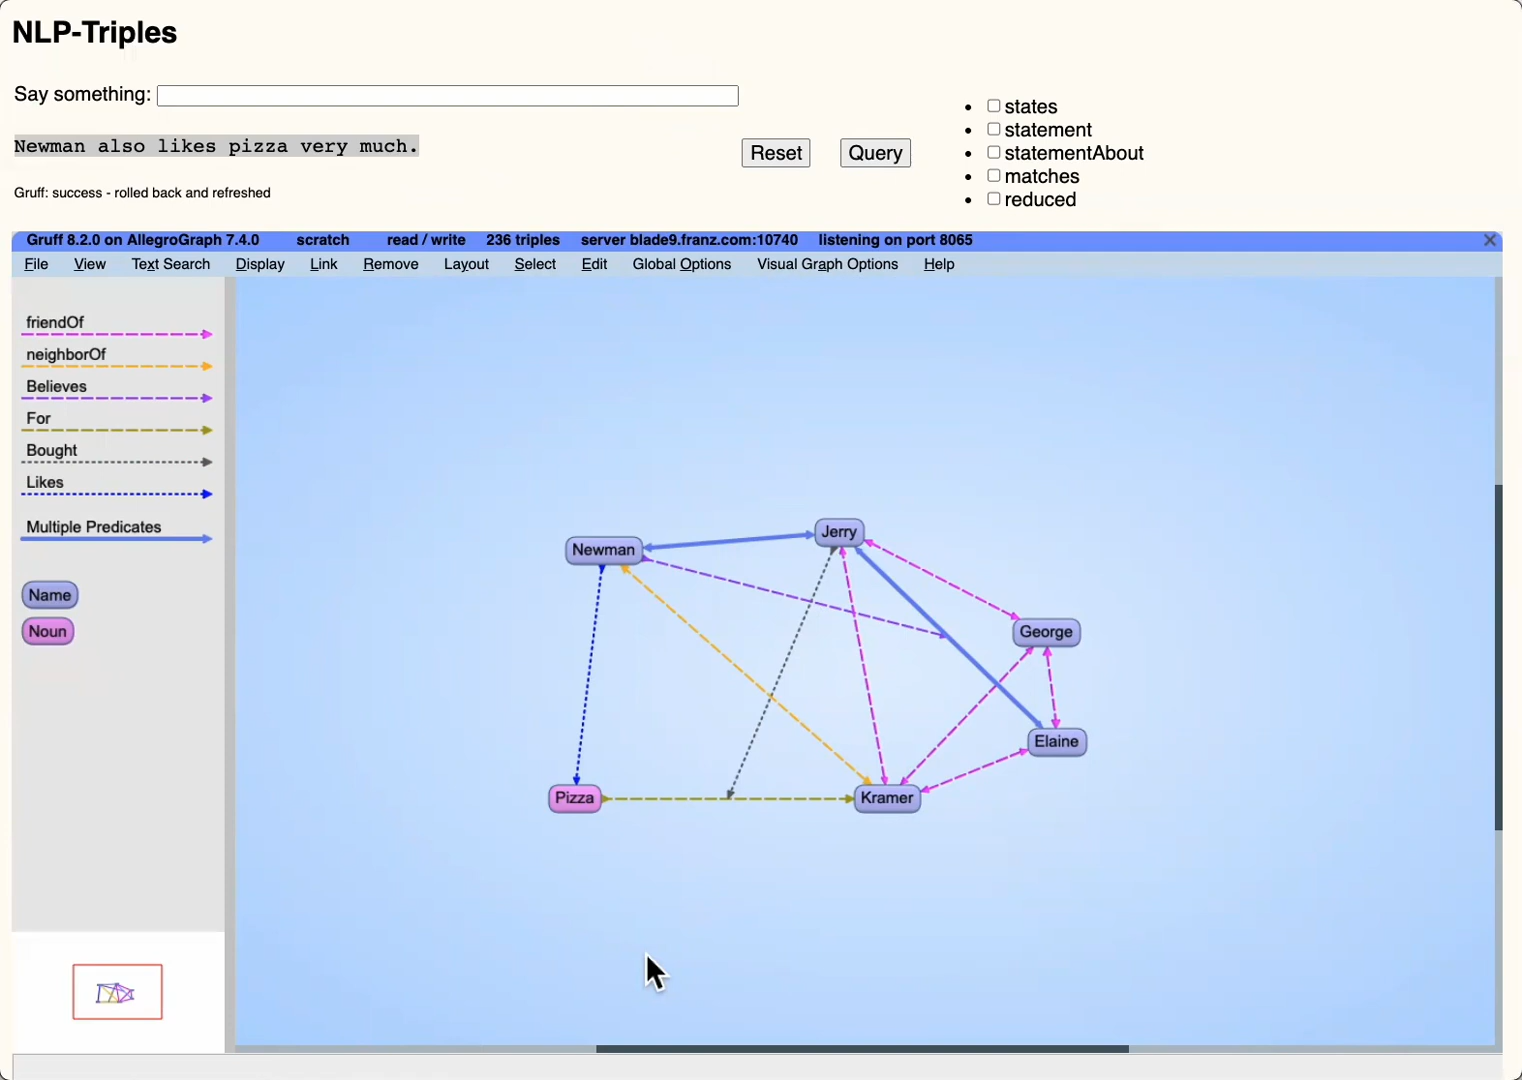 NLP-Triples
Say something:
Newman also likes pizza very much.
Reset
Query
states
statement
statementAbout
matches
reduced
Gruff: success - rolled back and refreshed
Gruff 8.2.0 on AllegroGraph 7.4.0 scratch read / write 236 triples server blade9.franz.com:10740 listening on port 8065
File View Text Search Display Link Remove Layout Select Edit Global Options Visual Graph Options Help
friendOf
neighborOf
Believes
For
Bought
Likes
Multiple Predicates
Name
Noun
Jerry
Newman
George
Elaine
Pizza
Kramer